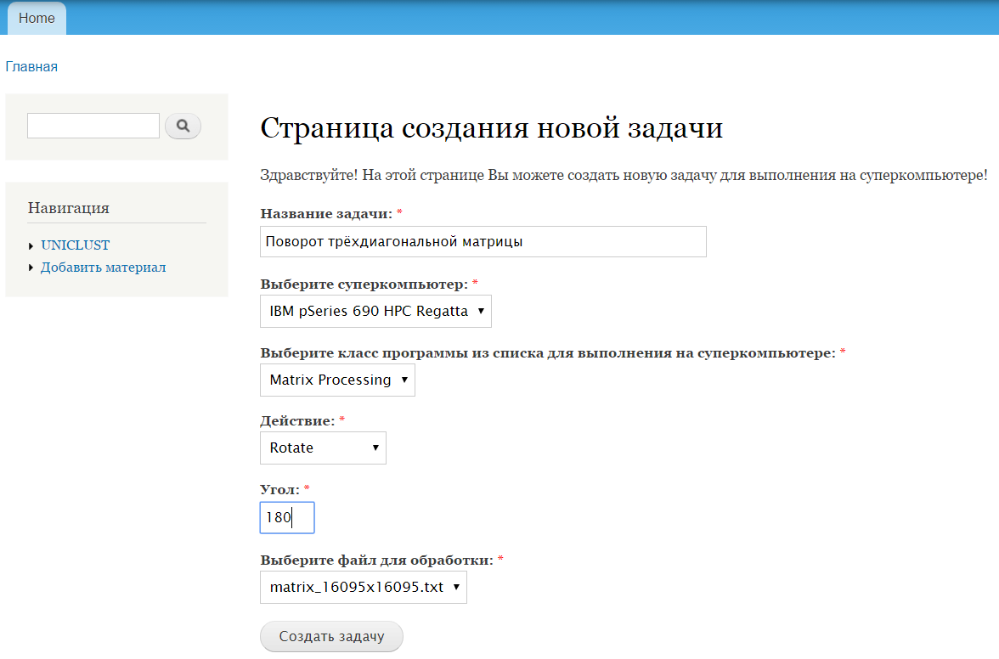 Home
Главная
Навигация
UNICLUST
Добавить материал
Страница создания новой задачи
Здравствуйте! На этой странице Вы можете создать новую задачу для выполнения на суперкомпьютере!
Название задачи: *
Поворот трёхдиагональной матрицы
Выберите суперкомпьютер: *
IBM pSeries 690 HPC Regatta
Выберите класс программы из списка для выполнения на суперкомпьютере: *
Matrix Processing
Действие: *
Rotate
Угол: *
180
Выберите файл для обработки: *
matrix_16095x16095.txt
Создать задачу